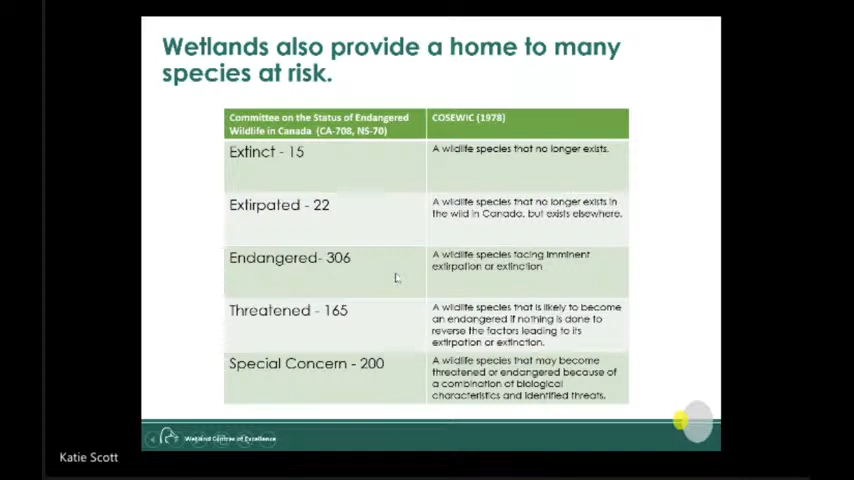 Wetlands also provide a home to many
species at risk.
Committee on the Status of Endangered
Wildlife in Canada (CA-708, NS-70)
COSEWIC (1978)
Extinct - 15
A wildlife species that no longer exists.
Extirpated - 22
A wildlife species that no longer exists in
the wild in Canada, but exists elsewhere.
Endangered- 306
A wildlife species facing imminent
extirpation or extinction
Threatened - 165
A wildlife species that is likely to become
an endangered if nothing is done to
reverse the factors leading to its
extirpation or extinction.
Special Concern - 200
A wildlife species that may become
threatened or endangered because of
a combination of biological
characteristics and identified threats.
Wetland Centres of Excellence
Katie Scott